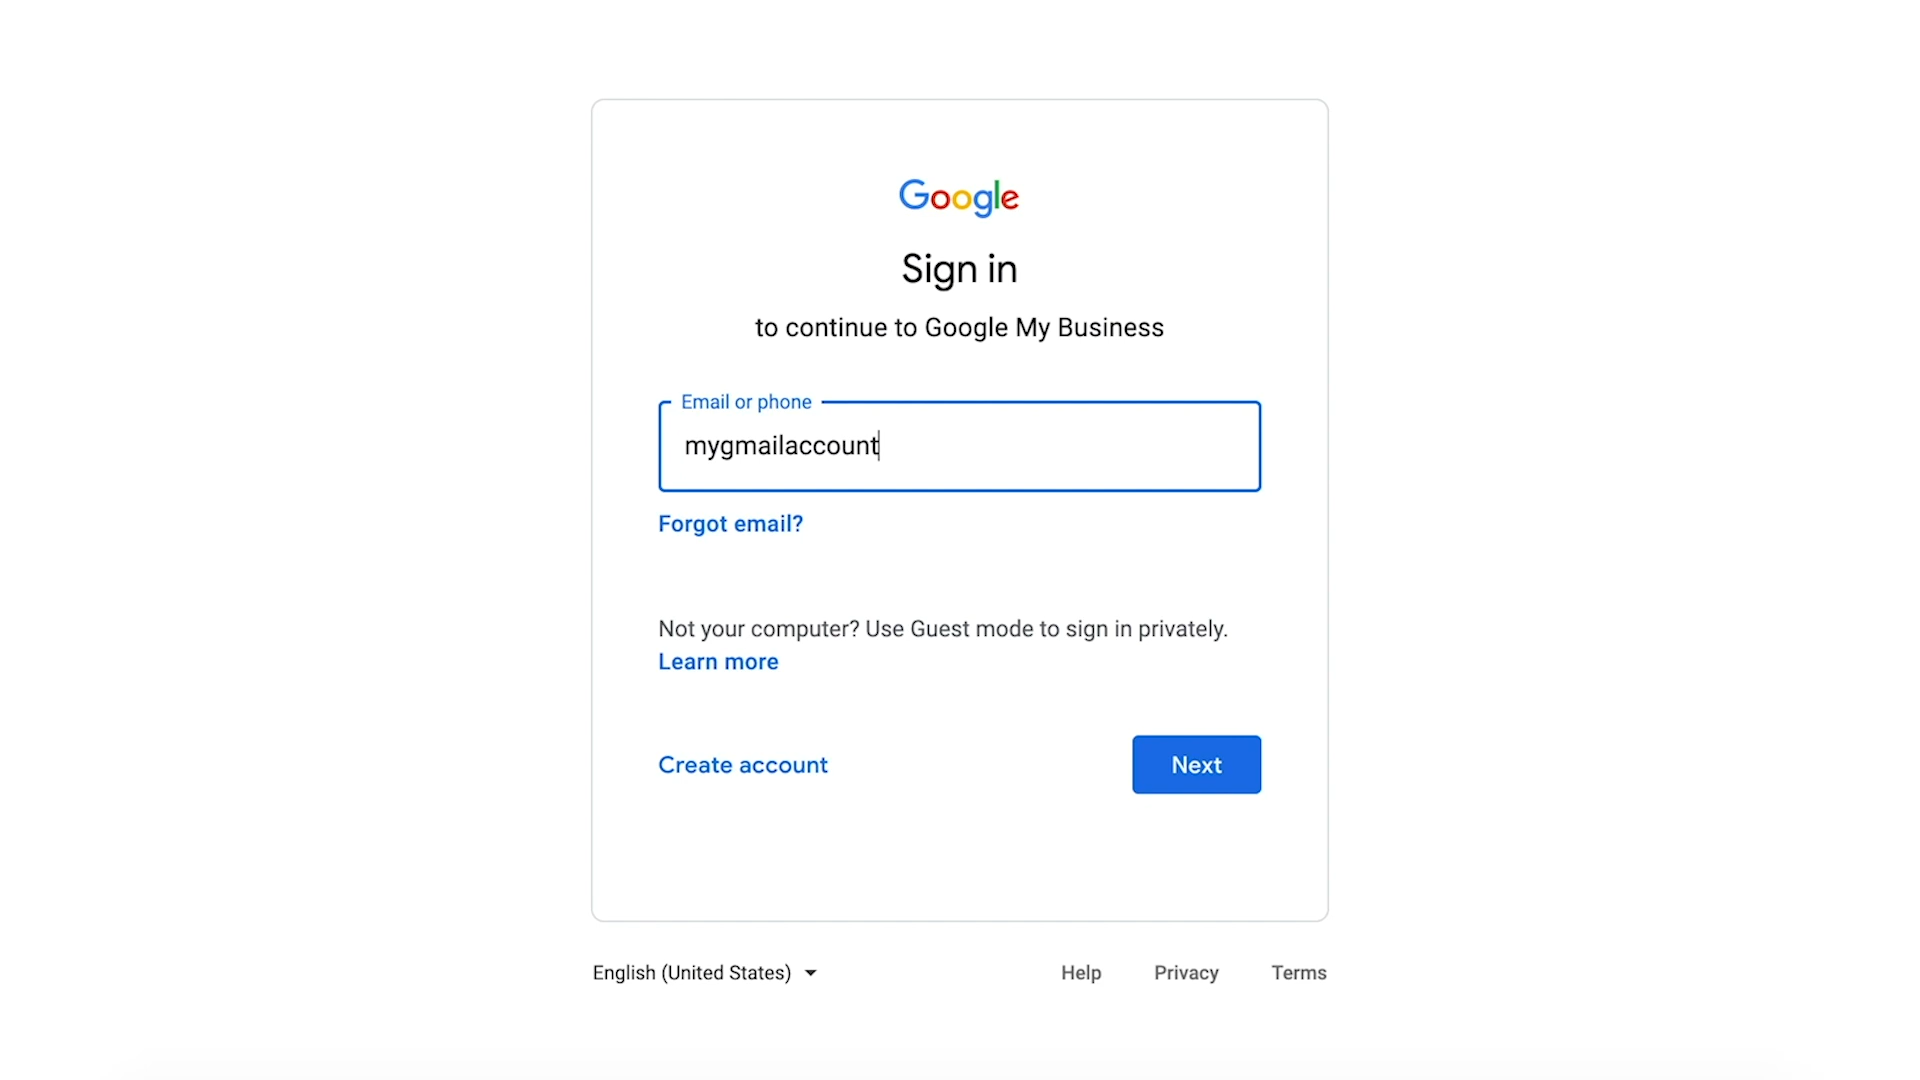 Google
Sign in
to continue to Google My Business
Email or phone
mygmailaccount
Forgot email?
Not your computer? Use Guest mode to sign in privately.
Learn more
Create account
Next
English (United States)
Help
Privacy
Terms